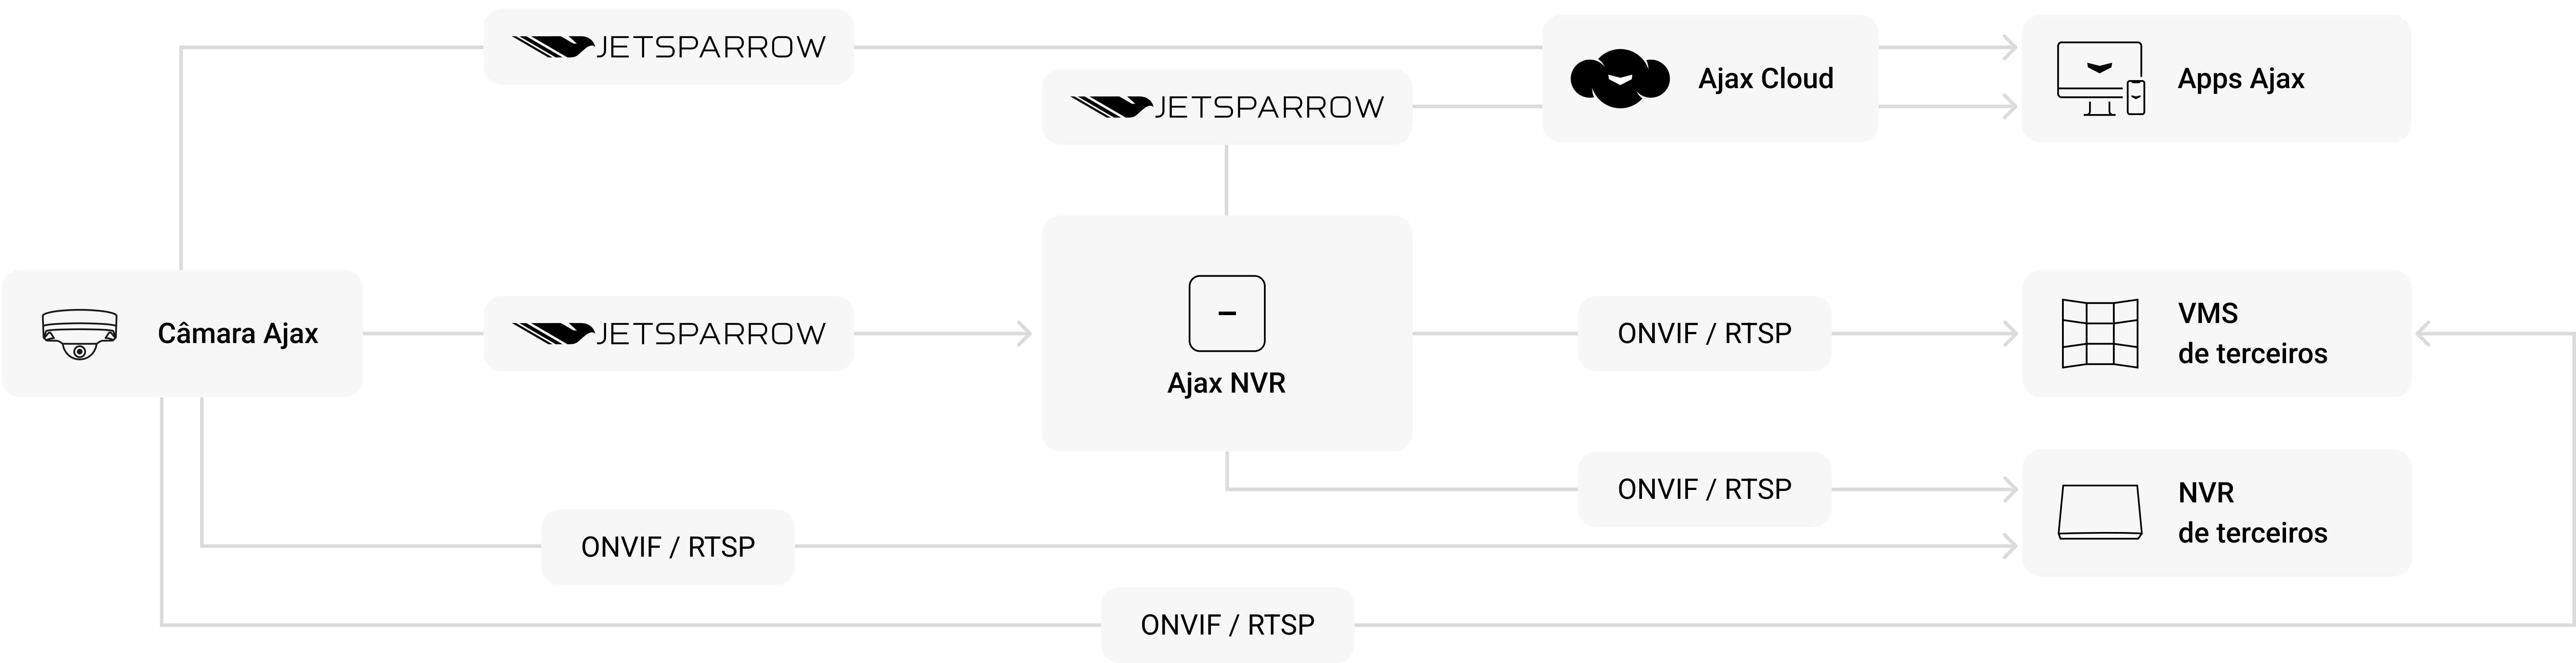 JETSPARROW
JETSPARROW
Ajax Cloud
Apps Ajax
Câmara Ajax
JETSPARROW
Ajax NVR
ONVIF / RTSP
VMS
de terceiros
ONVIF / RTSP
NVR
de terceiros
ONVIF / RTSP
ONVIF / RTSP